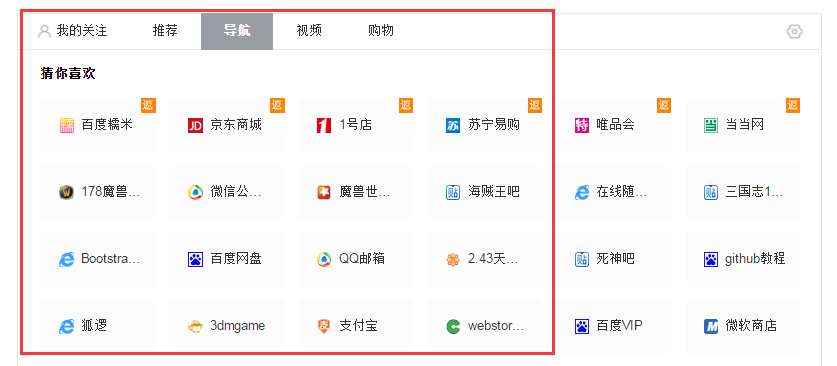 我的关注 推荐 导航 视频 购物
猜你喜欢
返 返 返 返 返 返
百度糯米 京东商城 1号店 苏宁易购 唯品会 当当网
178魔兽... 微信公... 魔兽世... 海贼王吧 在线随... 三国志1...
Bootstra... 百度网盘 QQ邮箱 2.43天... 死神吧 github教程
狐逻 3dmgame 支付宝 webstor... 百度VIP 微软商店